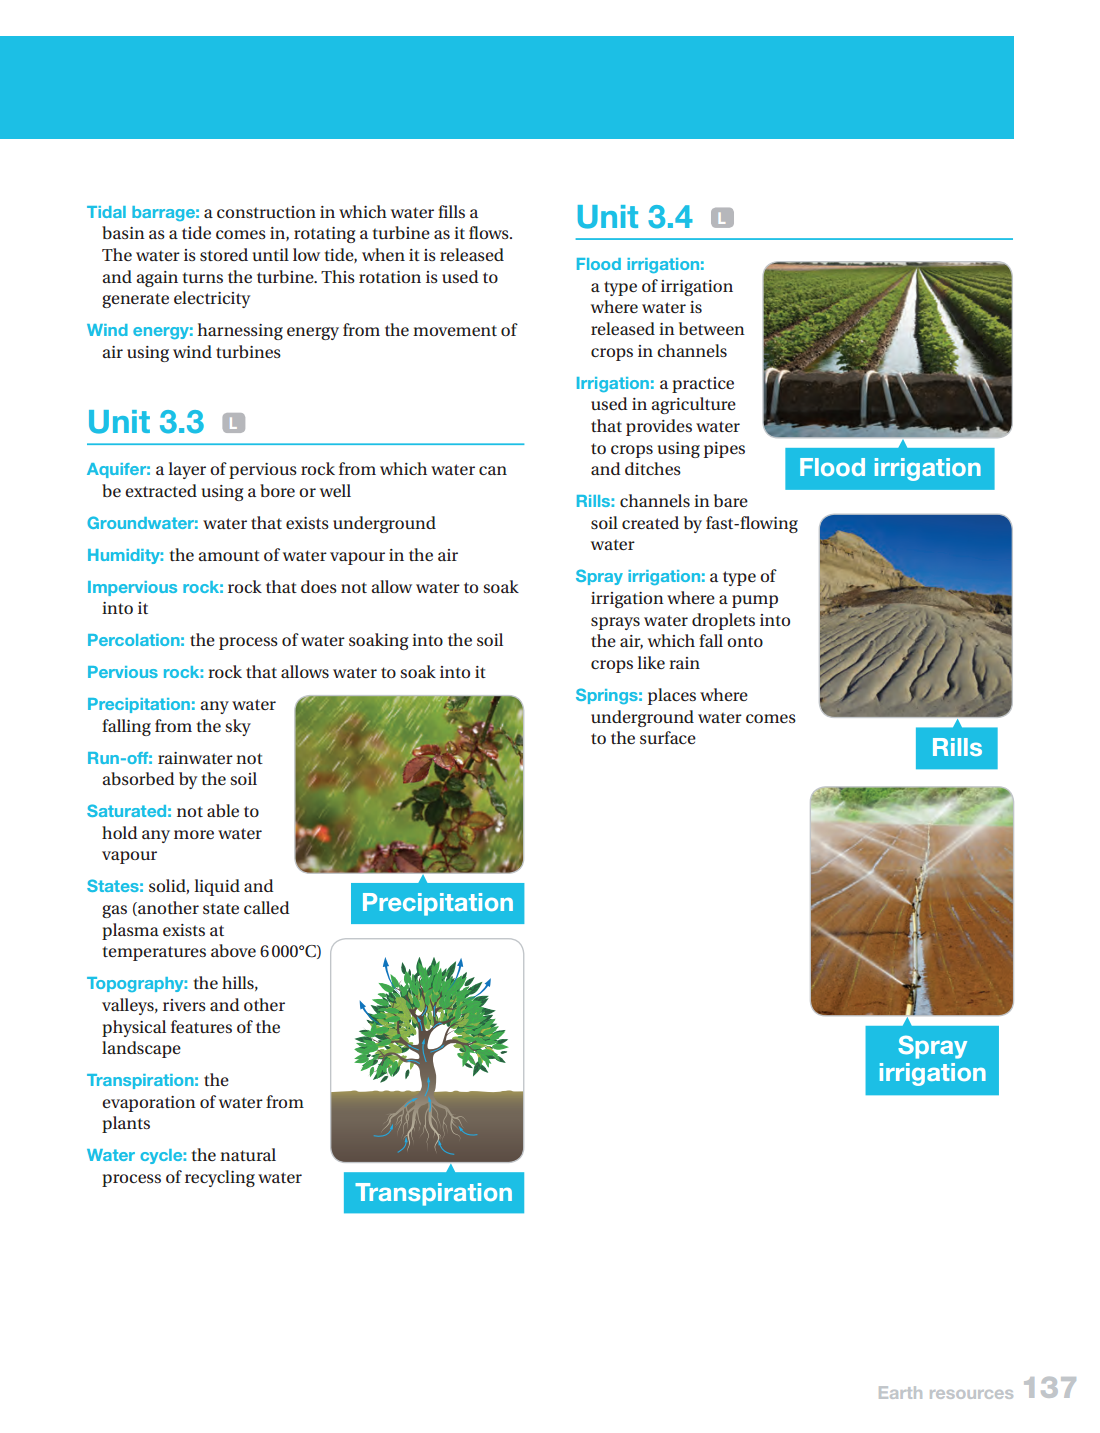 Tidal barrage: a construction in which water fills a
basin as a tide comes in, rotating a turbine as it flows.
The water is stored until low tide, when it is released
and again turns the turbine. This rotation is used to
generate electricity
Wind energy: harnessing energy from the movement of
air using wind turbines
Unit 3.3 L
Aquifer: a layer of pervious rock from which water can
be extracted using a bore or well
Groundwater: water that exists underground
Humidity: the amount of water vapour in the air
Impervious rock: rock that does not allow water to soak
into it
Percolation: the process of water soaking into the soil
Pervious rock: rock that allows water to soak into it
Precipitation: any water
falling from the sky
Run-off: rainwater not
absorbed by the soil
Saturated: not able to
hold any more water
vapour
States: solid, liquid and
gas (another state called
plasma exists at
temperatures above 6 000°C)
Topography: the hills,
valleys, rivers and other
physical features of the
landscape
Transpiration: the
evaporation of water from
plants
Water cycle: the natural
process of recycling water
Precipitation
Transpiration
Unit 3.4 L
Flood irrigation:
a type of irrigation
where water is
released in between
crops in channels
Irrigation: a practice
used in agriculture
that provides water
to crops using pipes
and ditches
Rills: channels in bare
soil created by fast-flowing
water
Spray irrigation: a type of
irrigation where a pump
sprays water droplets into
the air, which fall onto
crops like rain
Springs: places where
underground water comes
to the surface
Flood irrigation
Rills
Spray
irrigation
Earth resources 137